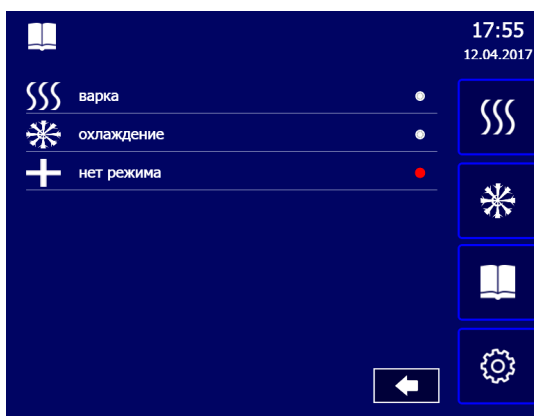 17:55
12.04.2017
варка
охлаждение
нет режима